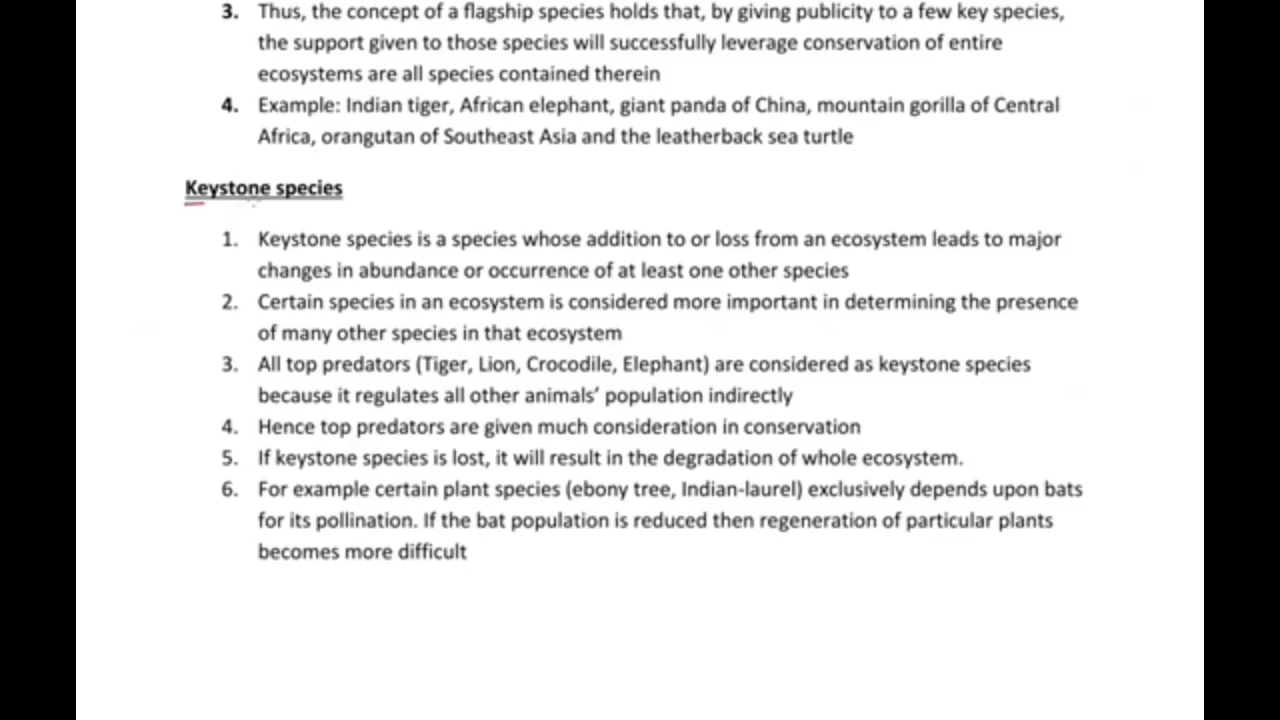 3. Thus, the concept of a flagship species holds that, by giving publicity to a few key species,
the support given to those species will successfully leverage conservation of entire
ecosystems are all species contained therein
4. Example: Indian tiger, African elephant, giant panda of China, mountain gorilla of Central
Africa, orangutan of Southeast Asia and the leatherback sea turtle
Keystone species
1. Keystone species is a species whose addition to or loss from an ecosystem leads to major
changes in abundance or occurrence of at least one other species
2. Certain species in an ecosystem is considered more important in determining the presence
of many other species in that ecosystem
3. All top predators (Tiger, Lion, Crocodile, Elephant) are considered as keystone species
because it regulates all other animals’ population indirectly
4. Hence top predators are given much consideration in conservation
5. If keystone species is lost, it will result in the degradation of whole ecosystem.
6. For example certain plant species (ebony tree, Indian-laurel) exclusively depends upon bats
for its pollination. If the bat population is reduced then regeneration of particular plants
becomes more difficult